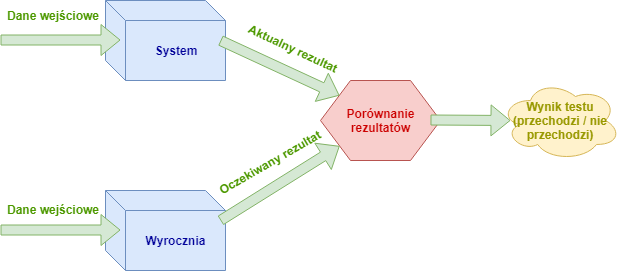 Dane wejściowe
System
Aktualny rezultat
Porównanie
rezultatów
Wynik testu
(przechodzi / nie
przechodzi)
Oczekiwany rezultat
Dane wejściowe
Wyrocznia